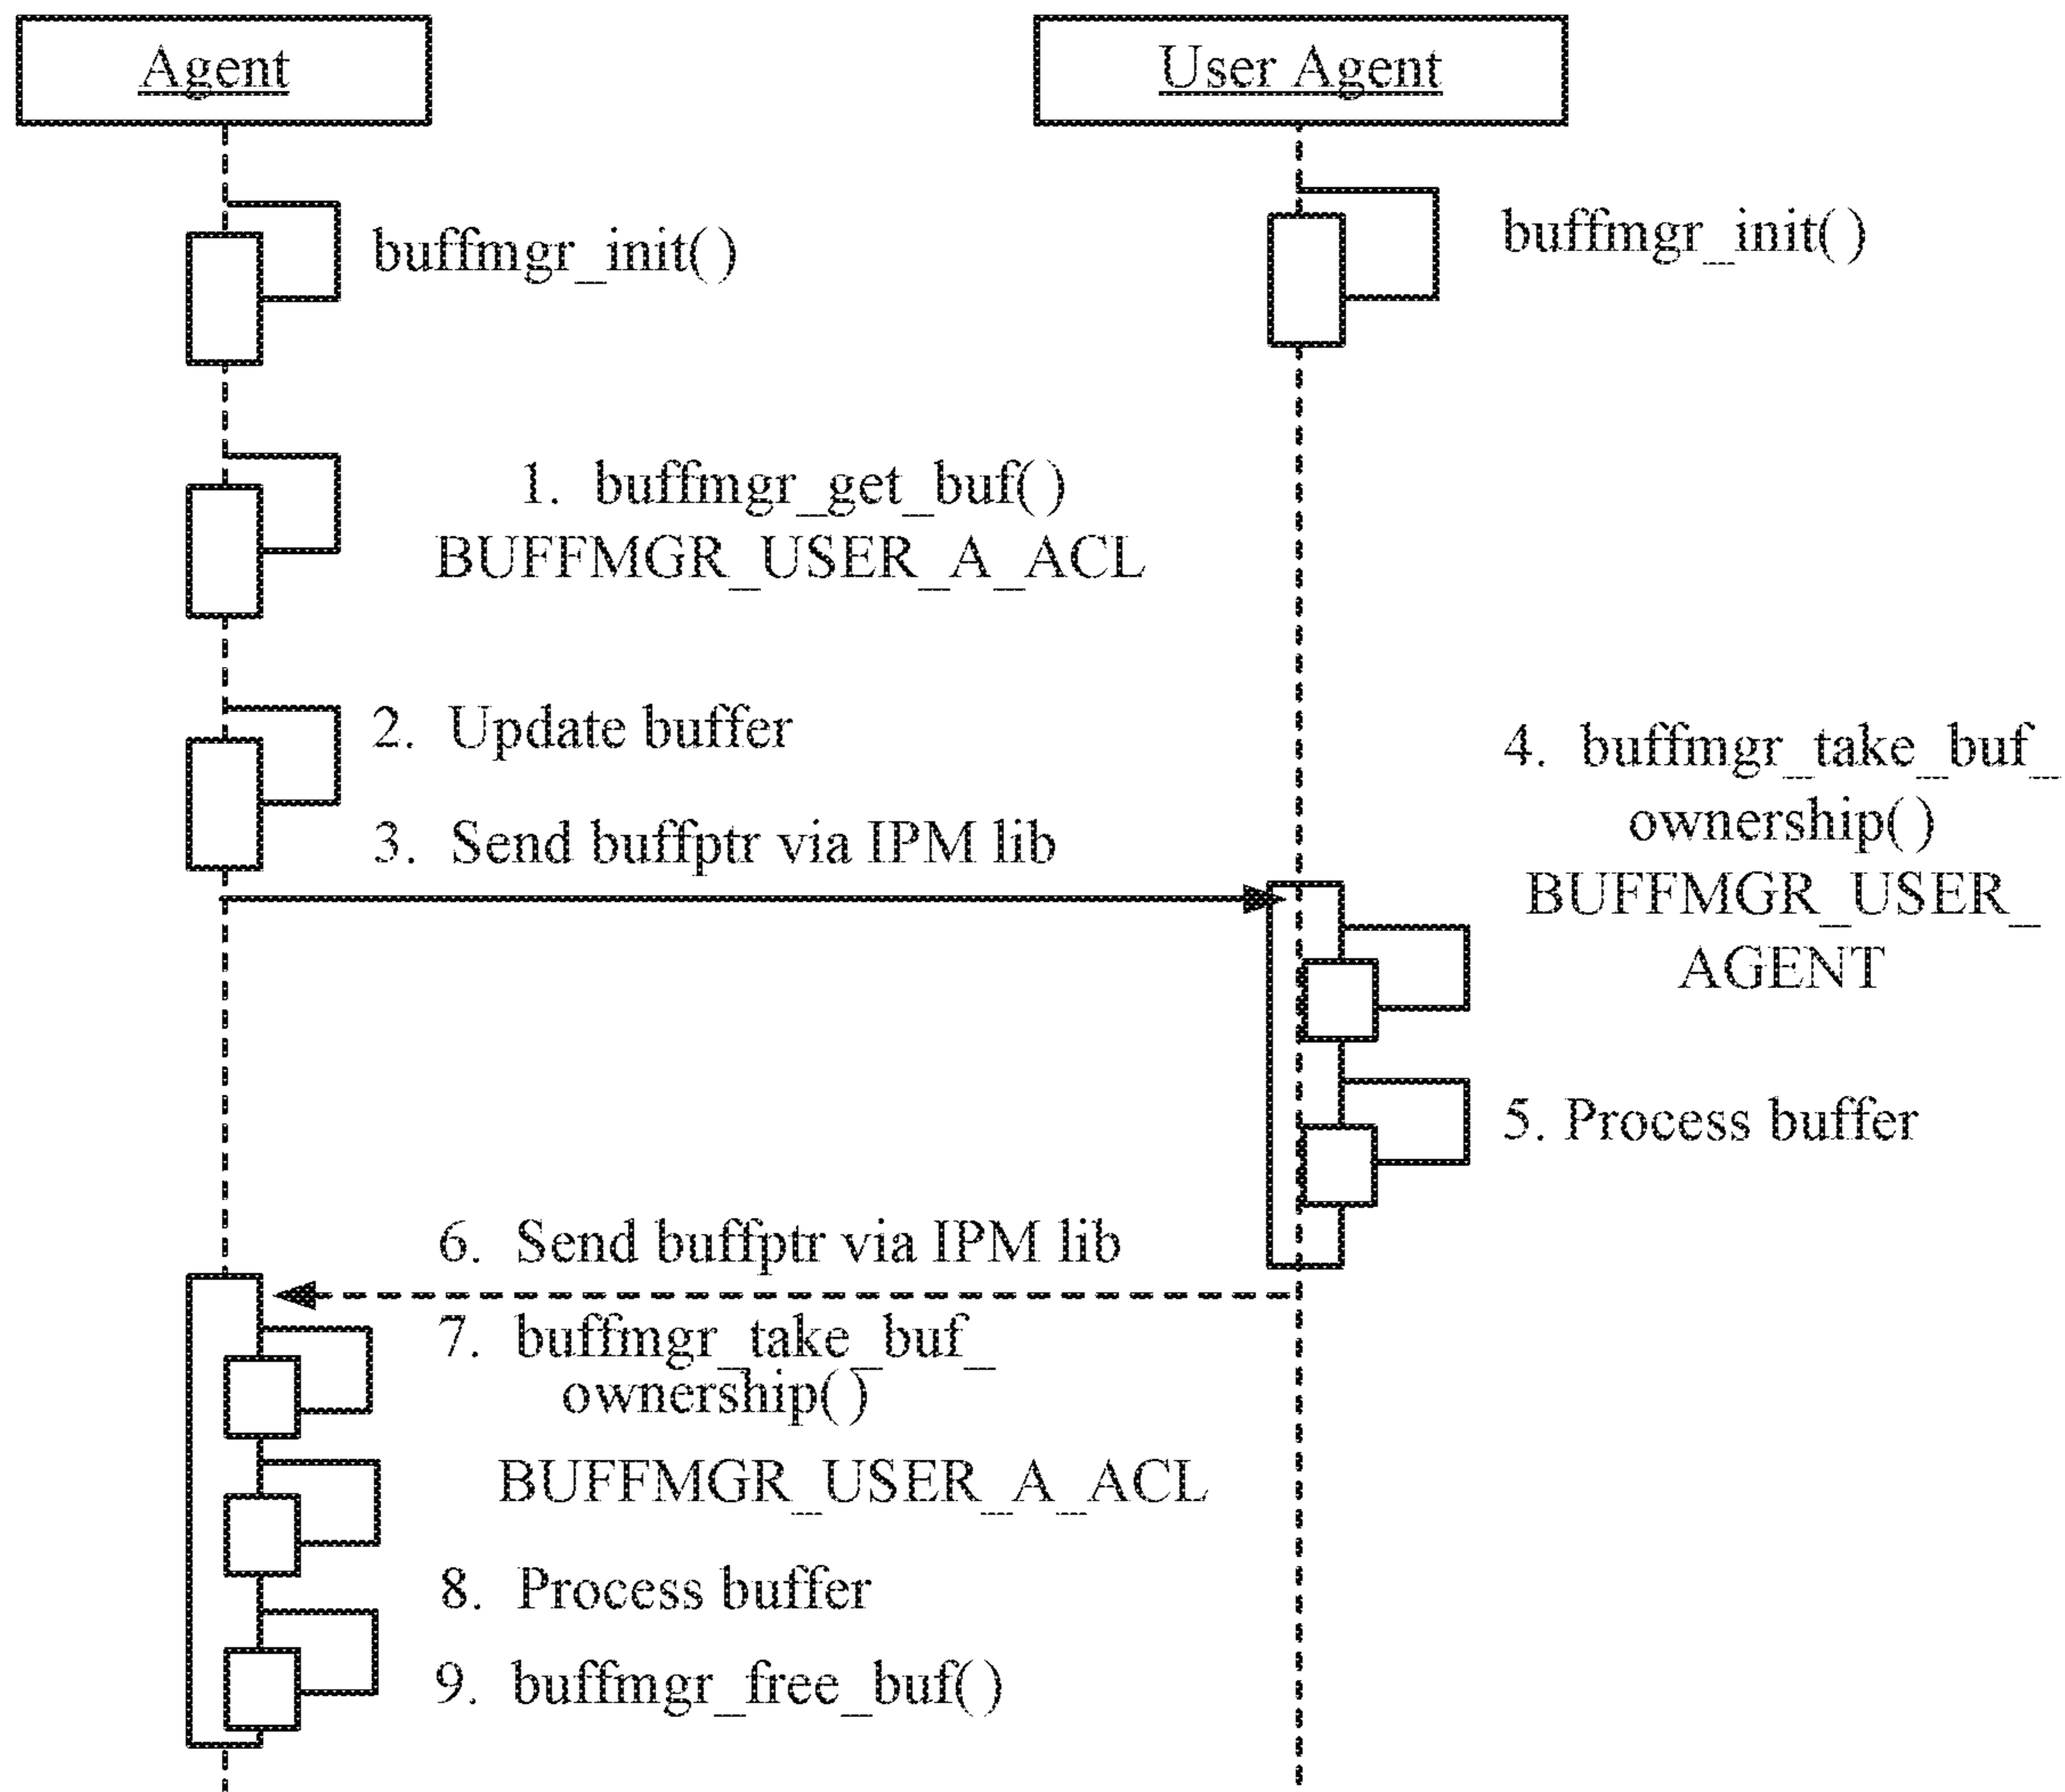 Agent
User Agent
buffmgr_init()
buffmgr_init()
1. buffmgr_get_buf()
BUFFMGR_USER_A_ACL
2. Update buffer
3. Send buffptr via IPM lib
4. buffmgr_take_buf_
ownership()
BUFFMGR_USER_
AGENT
5. Process buffer
6. Send buffptr via IPM lib
7. buffmgr_take_buf_
ownership()
BUFFMGR_USER_A_ACL
8. Process buffer
9. buffmgr_free_buf()